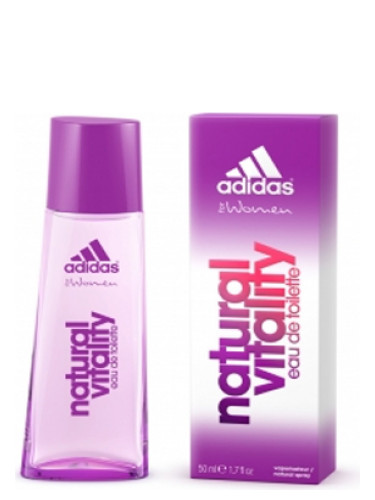 adidas
for Women
natural
vitality
eau de toilette
adidas
for Women
natural
vitality
eau de toilette
50 ml ℮ 1.7 fl.oz
vaporisateur /
natural spray